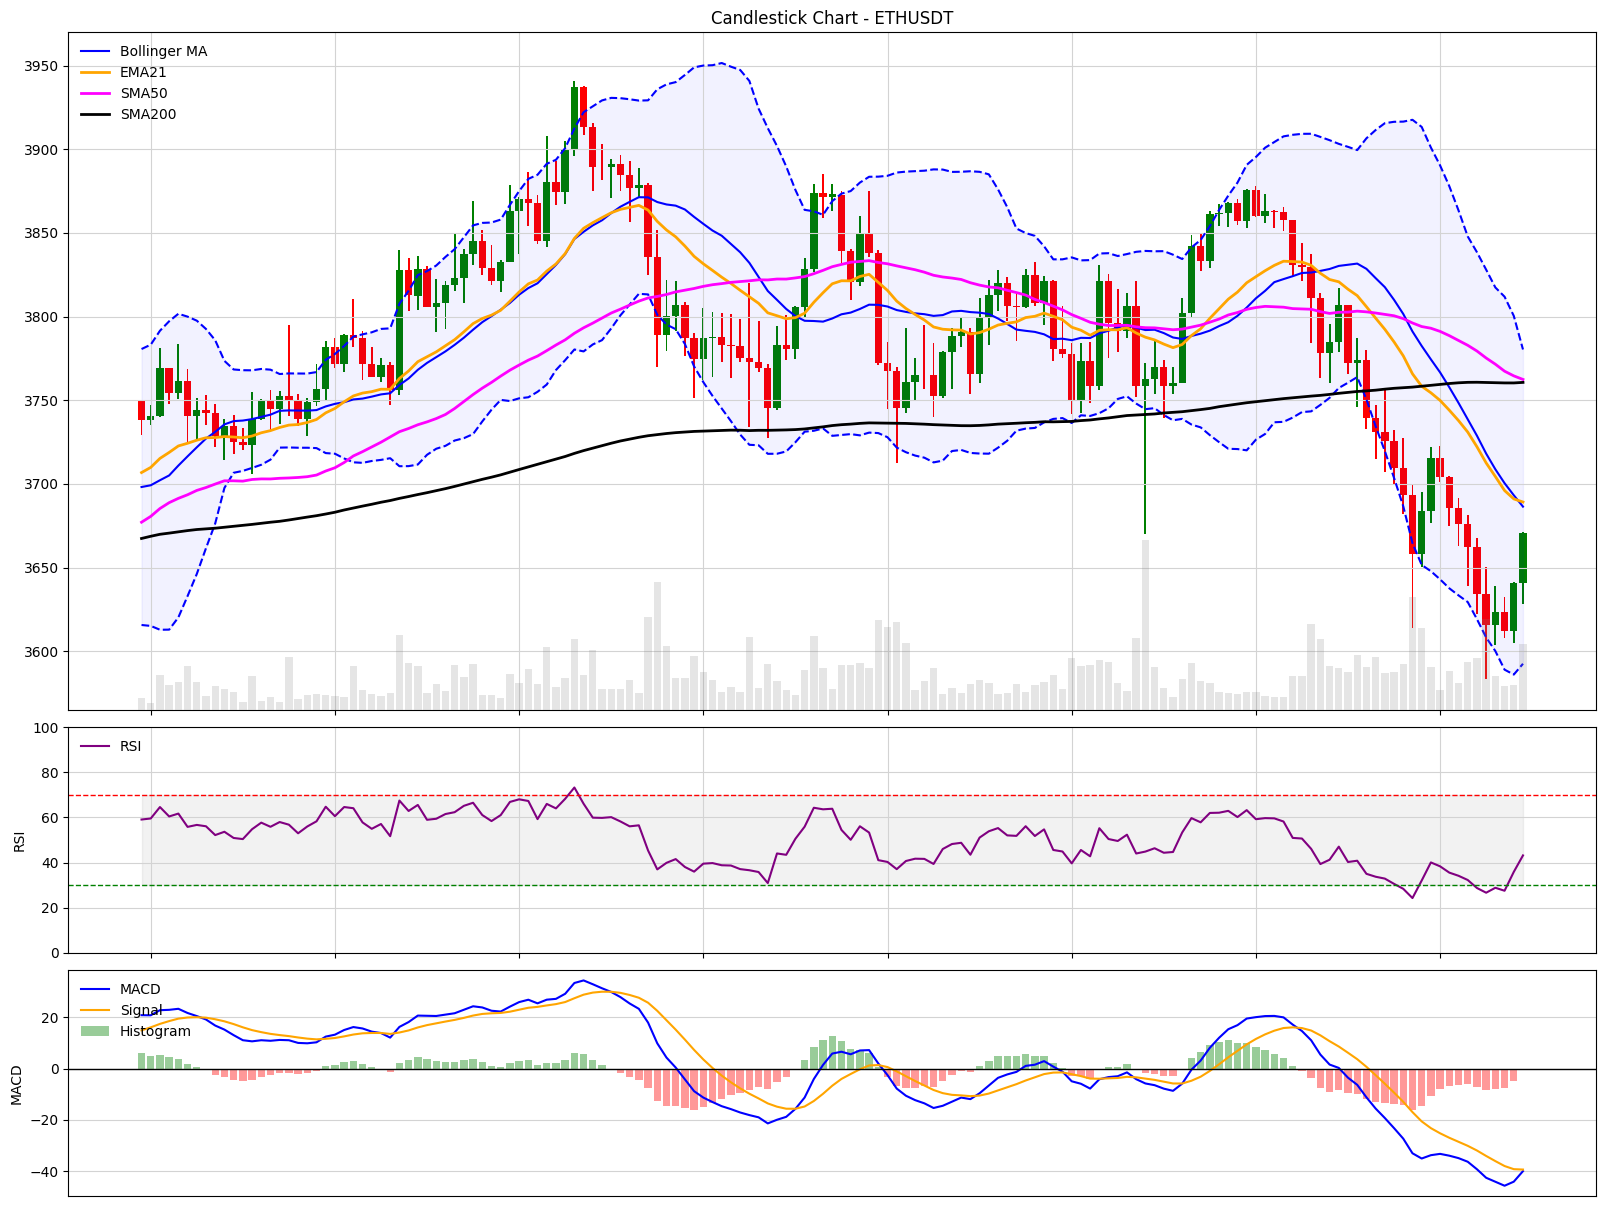 Candlestick Chart - ETHUSDT
Bollinger MA
EMA21
SMA50
SMA200
3950
3900
3850
3800
3750
3700
3650
3600
RSI
RSI
100
80
60
40
20
0
MACD
Signal
Histogram
MACD
20
0
−20
−40